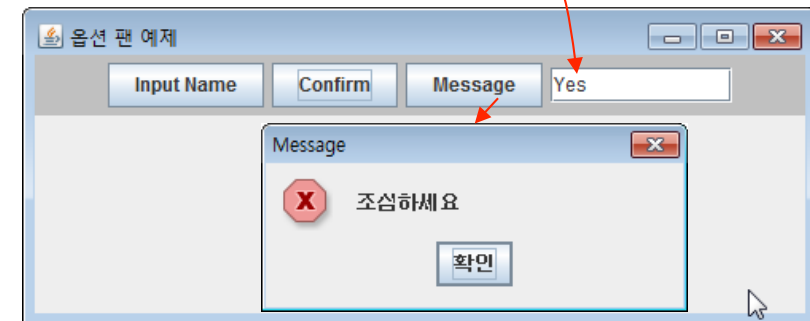 옵션 팬 예제
Input Name Confirm Message Yes
Message
조심하세요
확인